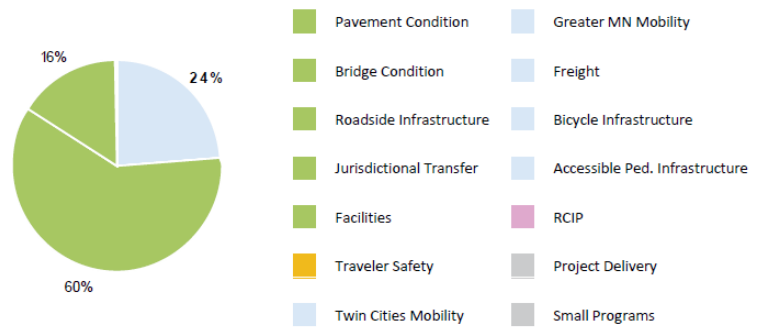 16%
24%
60%
Pavement Condition
Bridge Condition
Roadside Infrastructure
Jurisdictional Transfer
Facilities
Traveler Safety
Twin Cities Mobility
Greater MN Mobility
Freight
Bicycle Infrastructure
Accessible Ped. Infrastructure
RCIP
Project Delivery
Small Programs